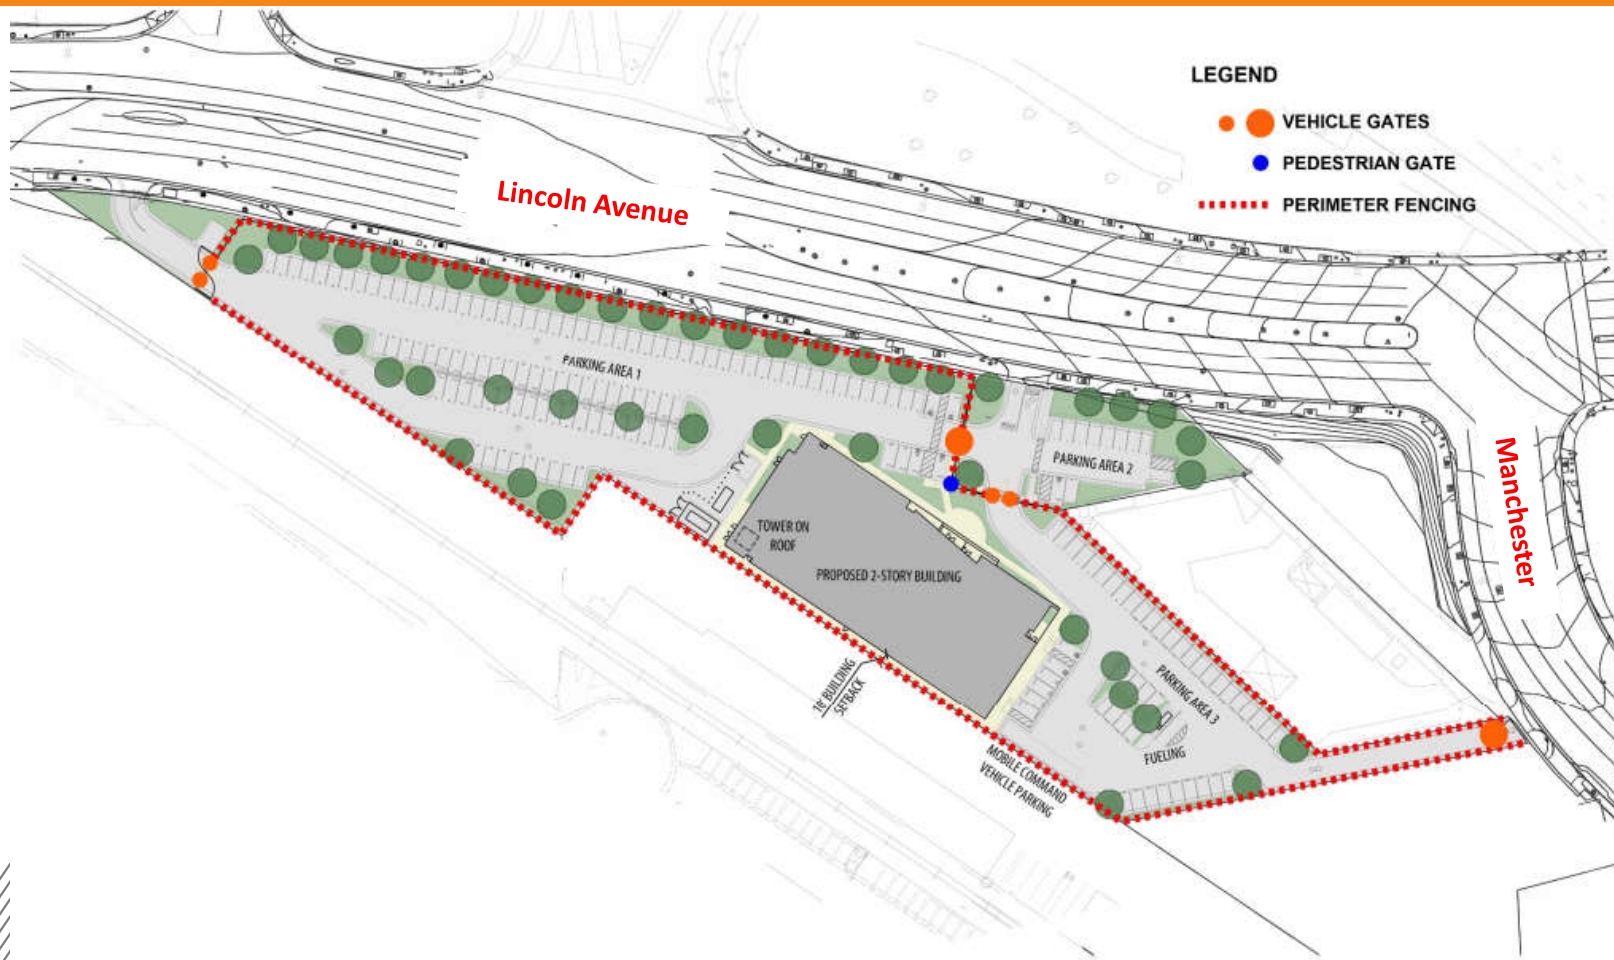 LEGEND
VEHICLE GATES
PEDESTRIAN GATE
PERIMETER FENCING
Lincoln Avenue
Manchester
PARKING AREA 1
PARKING AREA 2
TOWER ON
ROOF
PROPOSED 2-STORY BUILDING
18' BUILDING
SETBACK
PARKING AREA 3
FUELING
MOBILE COMMAND
VEHICLE PARKING